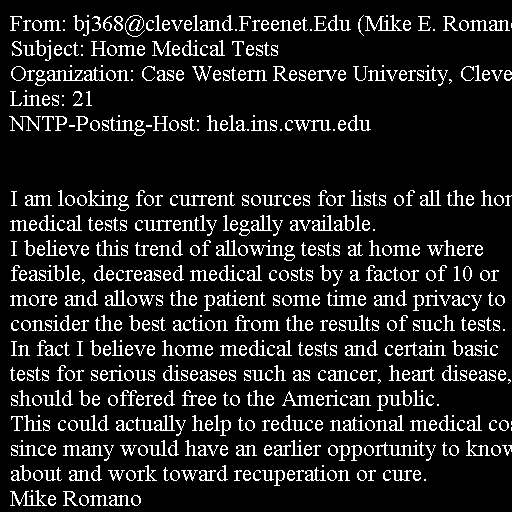 From: bj368@cleveland.Freenet.Edu (Mike E. Roman
Subject: Home Medical Tests
Organization: Case Western Reserve University, Cleve
Lines: 21
NNTP-Posting-Host: hela.ins.cwru.edu
I am looking for current sources for lists of all the hom
medical tests currently legally available.
I believe this trend of allowing tests at home where
feasible, decreased medical costs by a factor of 10 or
more and allows the patient some time and privacy to
consider the best action from the results of such tests.
In fact I believe home medical tests and certain basic
tests for serious diseases such as cancer, heart disease,
should be offered free to the American public.
This could actually help to reduce national medical cos
since many would have an earlier opportunity to know
about and work toward recuperation or cure.
Mike Romano